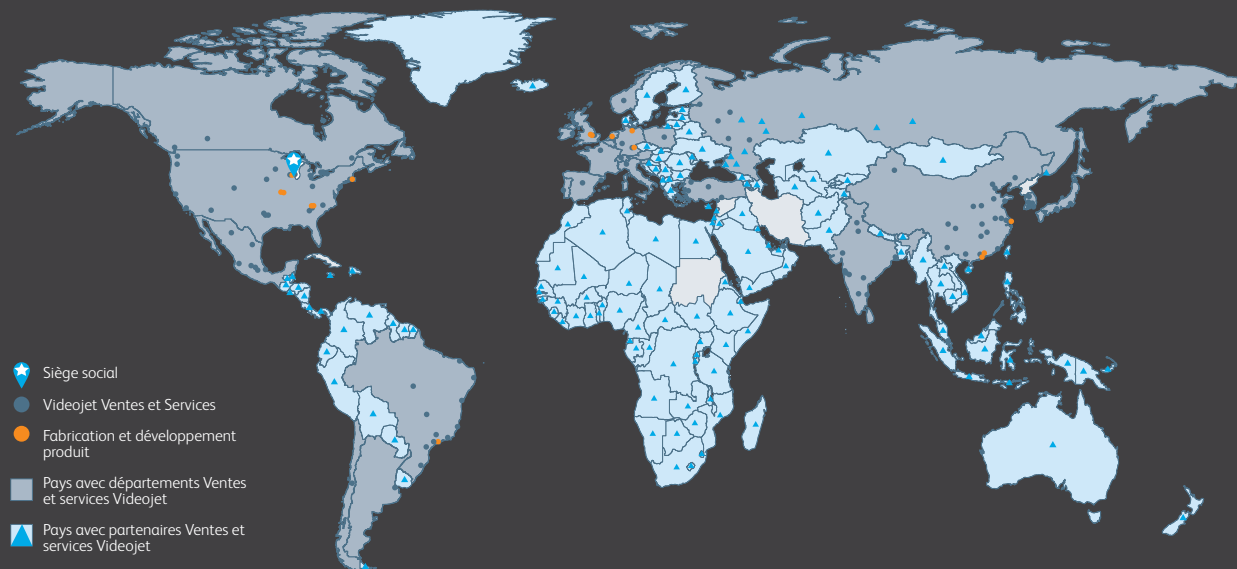 Siège social
Videojet Ventes et Services
Fabrication et développement
produit
Pays avec départements Ventes
et services Videojet
Pays avec partenaires Ventes et
services Videojet